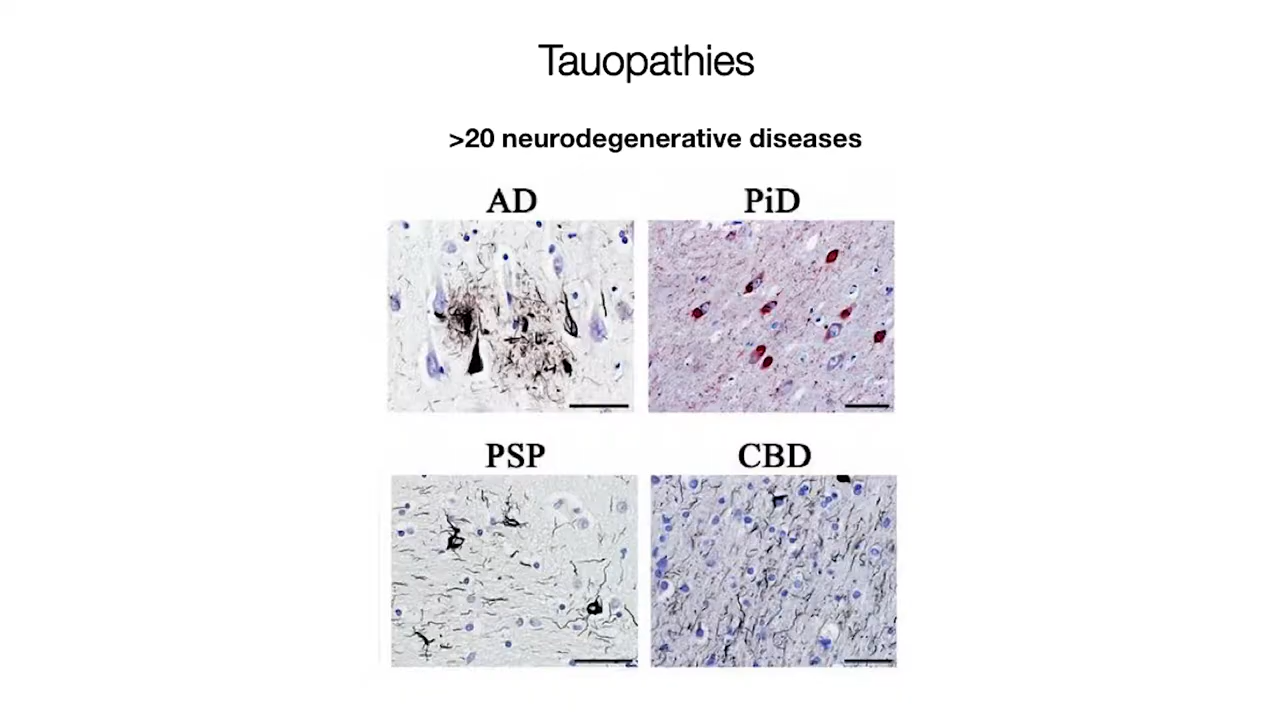 Tauopathies
>20 neurodegenerative diseases
AD
PiD
PSP
CBD